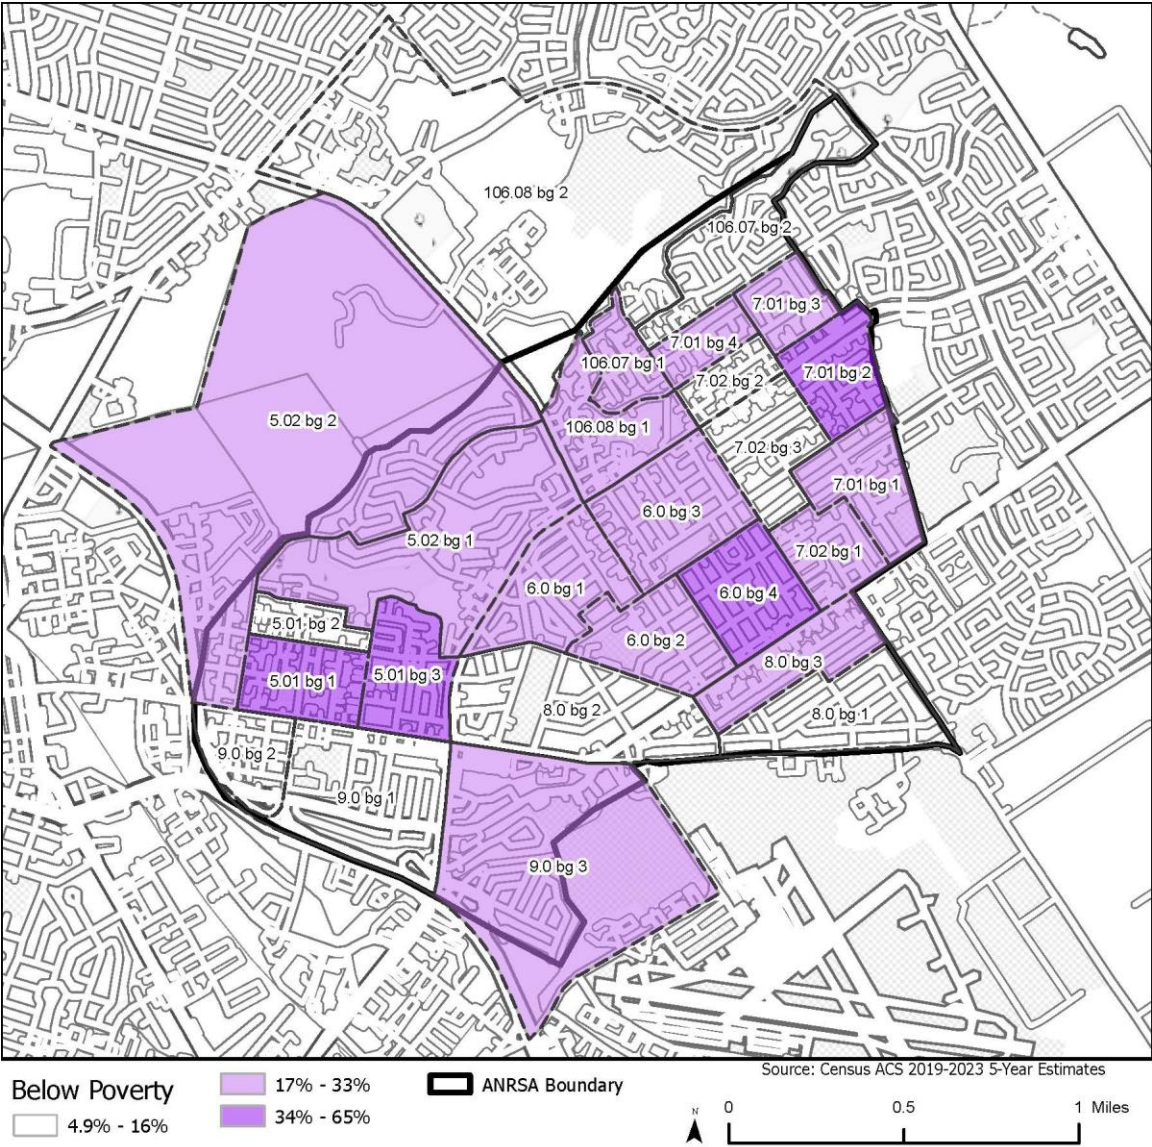 106.08 bg 2
106.07 bg 2
7.01 bg 3
7.01 bg 4
106.07 bg 1
7.02 bg 2
7.01 bg 2
5.02 bg 2
106.08 bg 1
7.02 bg 3
7.01 bg 1
6.0 bg 3
5.02 bg 1
7.02 bg 1
6.0 bg 1
6.0 bg 4
5.01 bg 2
6.0 bg 2
8.0 bg 3
5.01 bg 1
5.01 bg 3
8.0 bg 2
8.0 bg 1
9.0 bg 2
9.0 bg 1
9.0 bg 3
Source: Census ACS 2019-2023 5-Year Estimates
Below Poverty
4.9% - 16%
17% - 33%
34% - 65%
ANRSA Boundary
N
0 0.5 1 Miles